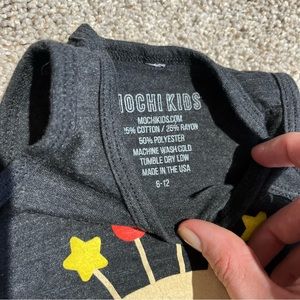 MOCHI KIDS
MOCHIKIDS.COM
25% COTTON / 25% RAYON
50% POLYESTER
MACHINE WASH COLD
TUMBLE DRY LOW
MADE IN THE USA
6-12